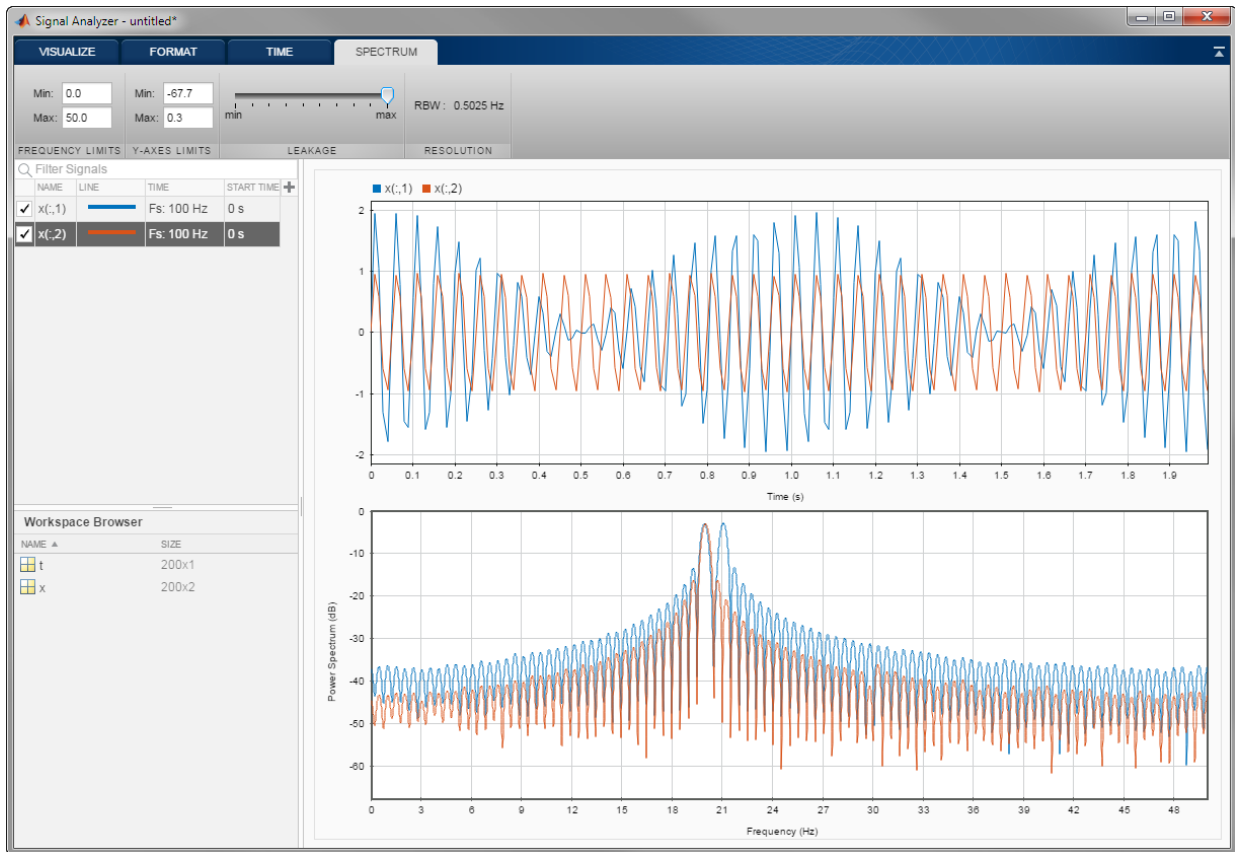 Signal Analyzer - untitled*
VISUALIZE FORMAT TIME SPECTRUM
Min: 0.0 Min: -67.7
Max: 50.0 Max: 0.3
min max
RBW : 0.5025 Hz
FREQUENCY LIMITS Y-AXES LIMITS LEAKAGE RESOLUTION
Filter Signals
NAME LINE TIME START TIME
x(:,1) Fs: 100 Hz 0 s
x(:,2) Fs: 100 Hz 0 s
x(:,1) x(:,2)
2
1
0
-1
-2
0 0.1 0.2 0.3 0.4 0.5 0.6 0.7 0.8 0.9 1.0 1.1 1.2 1.3 1.4 1.5 1.6 1.7 1.8 1.9
Time (s)
Workspace Browser
NAME SIZE
t 200x1
x 200x2
Power Spectrum (dB)
0
-10
-20
-30
-40
-50
-60
0 3 6 9 12 15 18 21 24 27 30 33 36 39 42 45 48
Frequency (Hz)